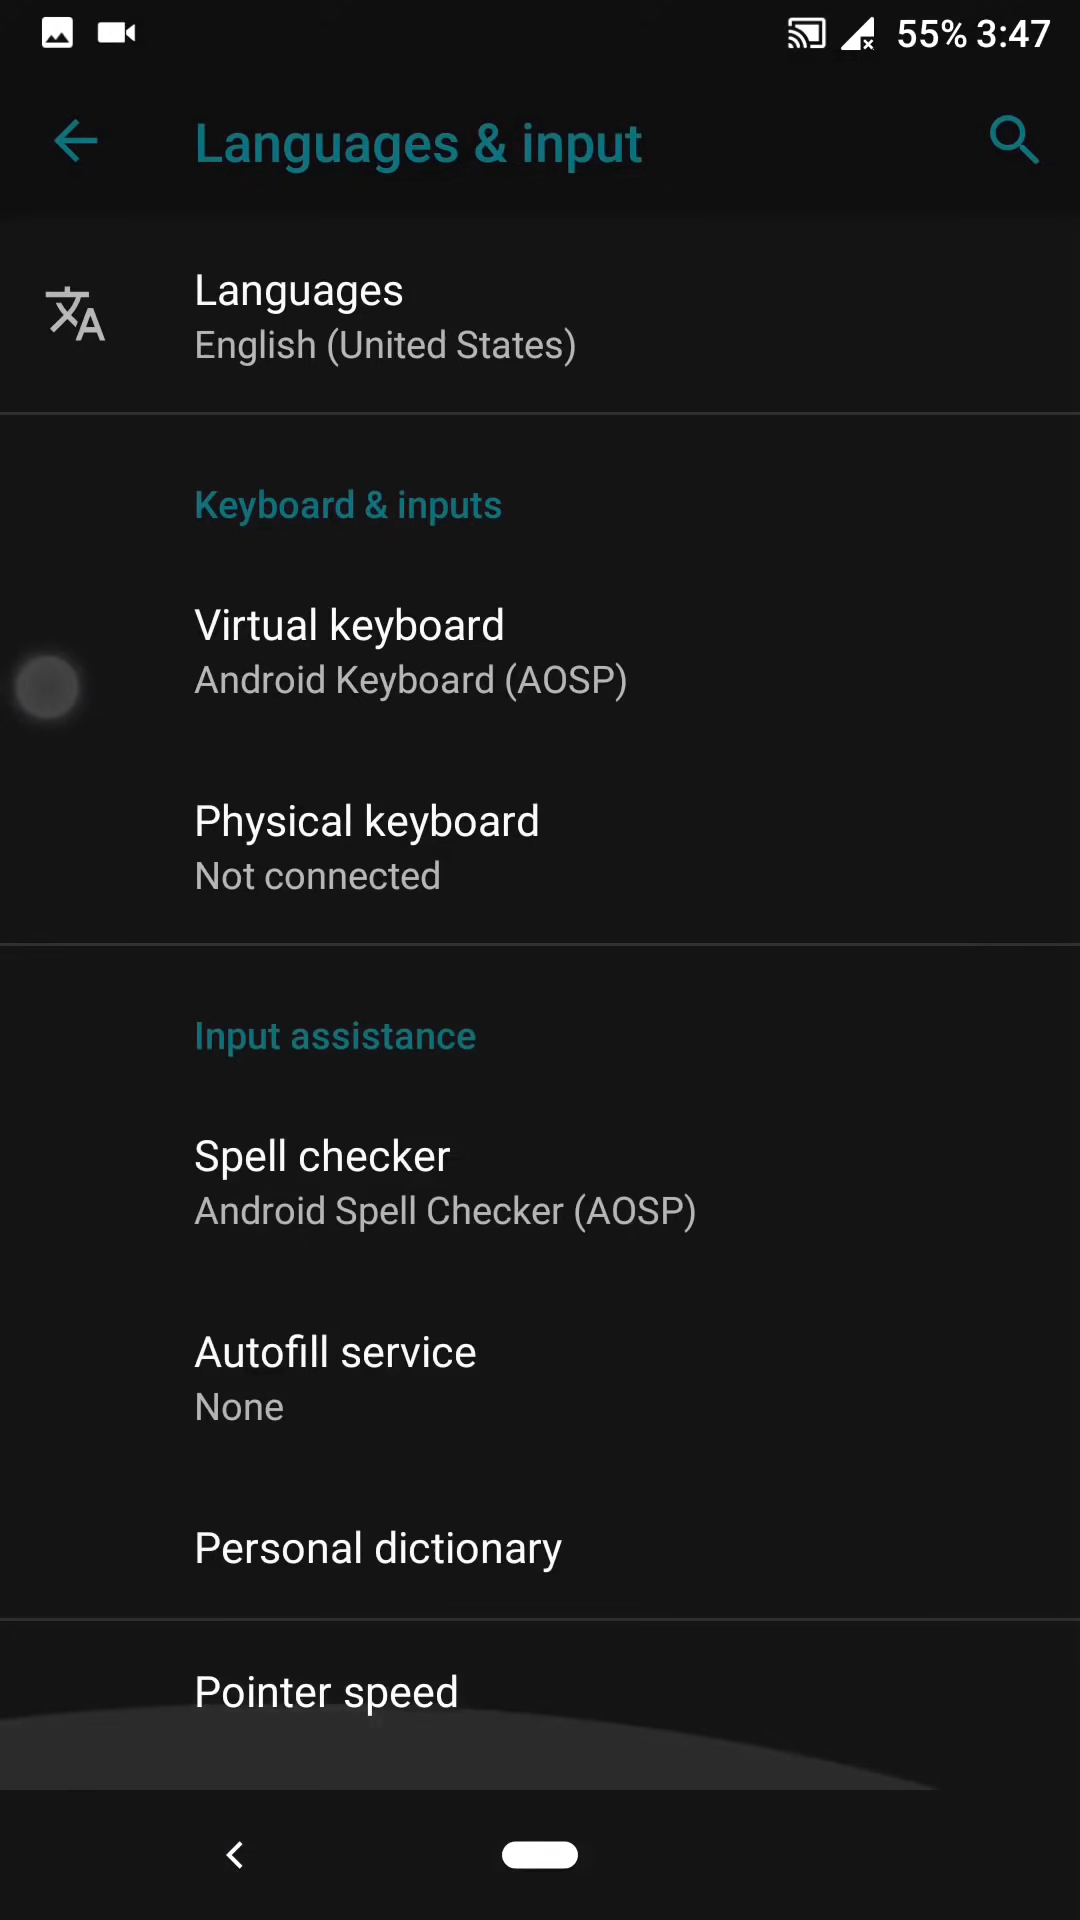 55% 3:47
Languages & input
Languages
English (United States)
Keyboard & inputs
Virtual keyboard
Android Keyboard (AOSP)
Physical keyboard
Not connected
Input assistance
Spell checker
Android Spell Checker (AOSP)
Autofill service
None
Personal dictionary
Pointer speed